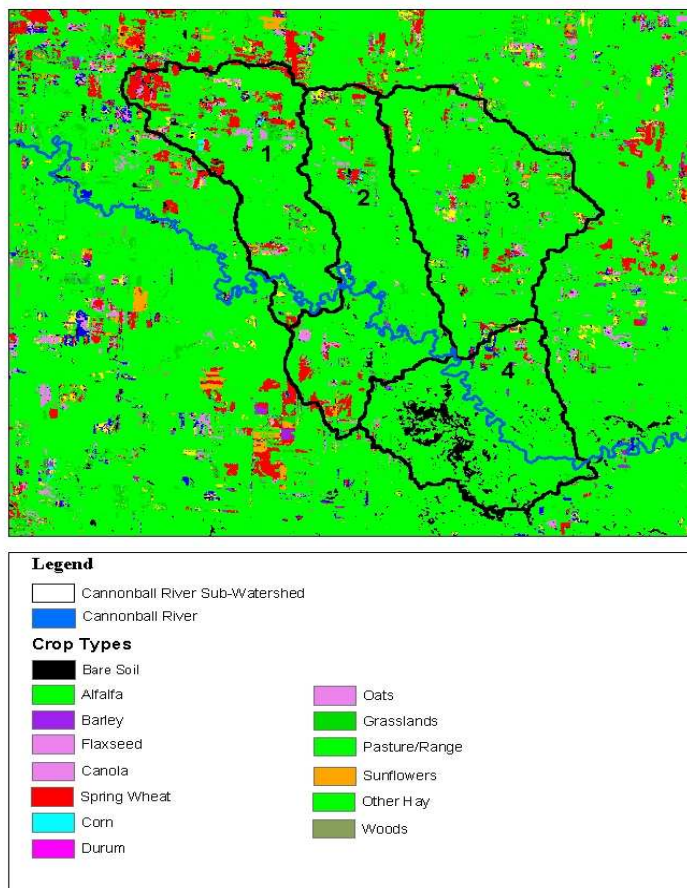 1
2
3
4
Legend
Cannonball River Sub-Watershed
Cannonball River
Crop Types
Bare Soil
Alfalfa
Barley
Flaxseed
Canola
Spring Wheat
Corn
Durum
Oats
Grasslands
Pasture/Range
Sunflowers
Other Hay
Woods